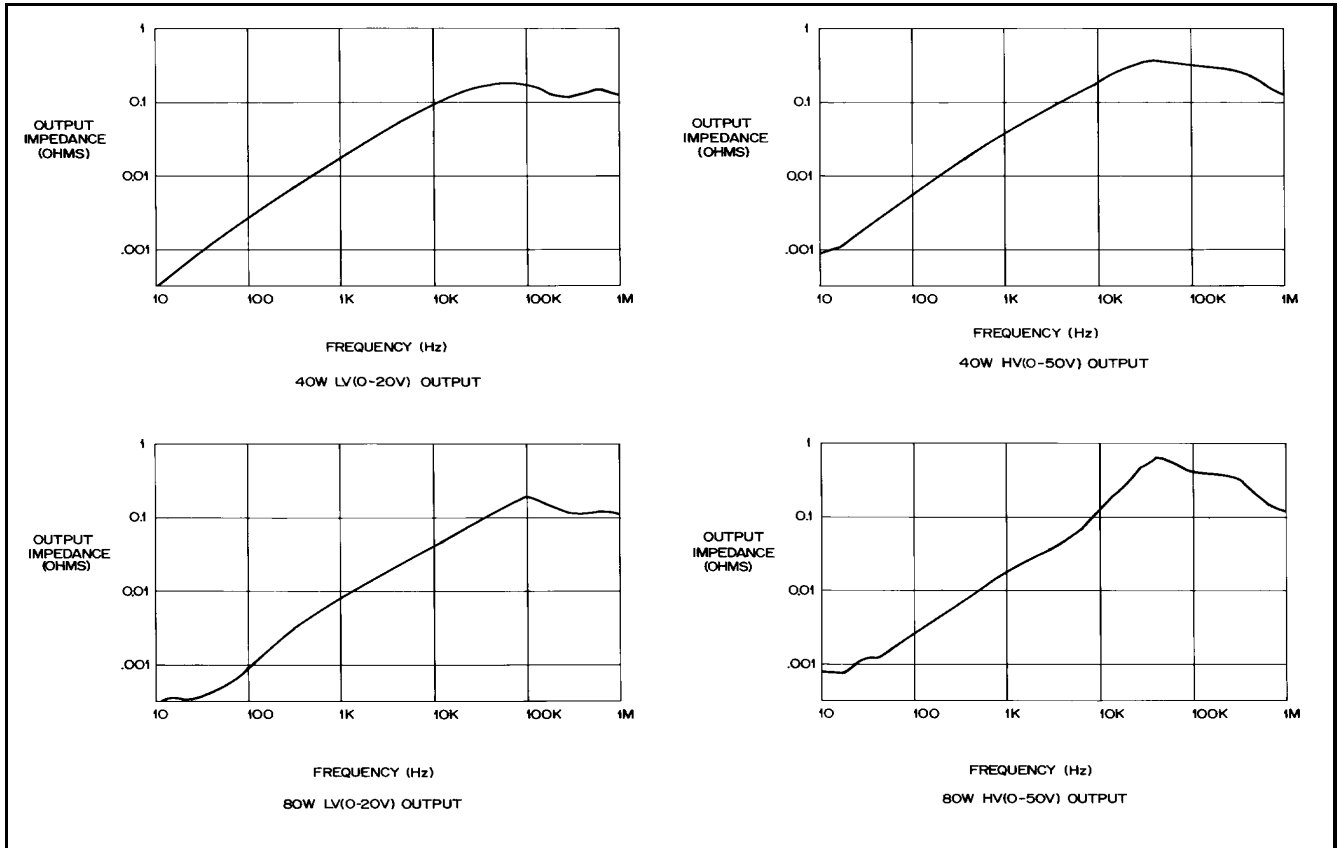 1
0.1
0.01
.001
OUTPUT
IMPEDANCE
(OHMS)
10 100 1K 10K 100K 1M
FREQUENCY (Hz)
40W LV(0-20V) OUTPUT
1
0.1
0.01
.001
OUTPUT
IMPEDANCE
(OHMS)
10 100 1K 10K 100K 1M
FREQUENCY (Hz)
40W HV(0-50V) OUTPUT
1
0.1
0.01
.001
OUTPUT
IMPEDANCE
(OHMS)
10 100 1K 10K 100K 1M
FREQUENCY (Hz)
80W LV(0-20V) OUTPUT
1
0.1
0.01
.001
OUTPUT
IMPEDANCE
(OHMS)
10 100 1K 10K 100K 1M
FREQUENCY (Hz)
80W HV(0-50V) OUTPUT